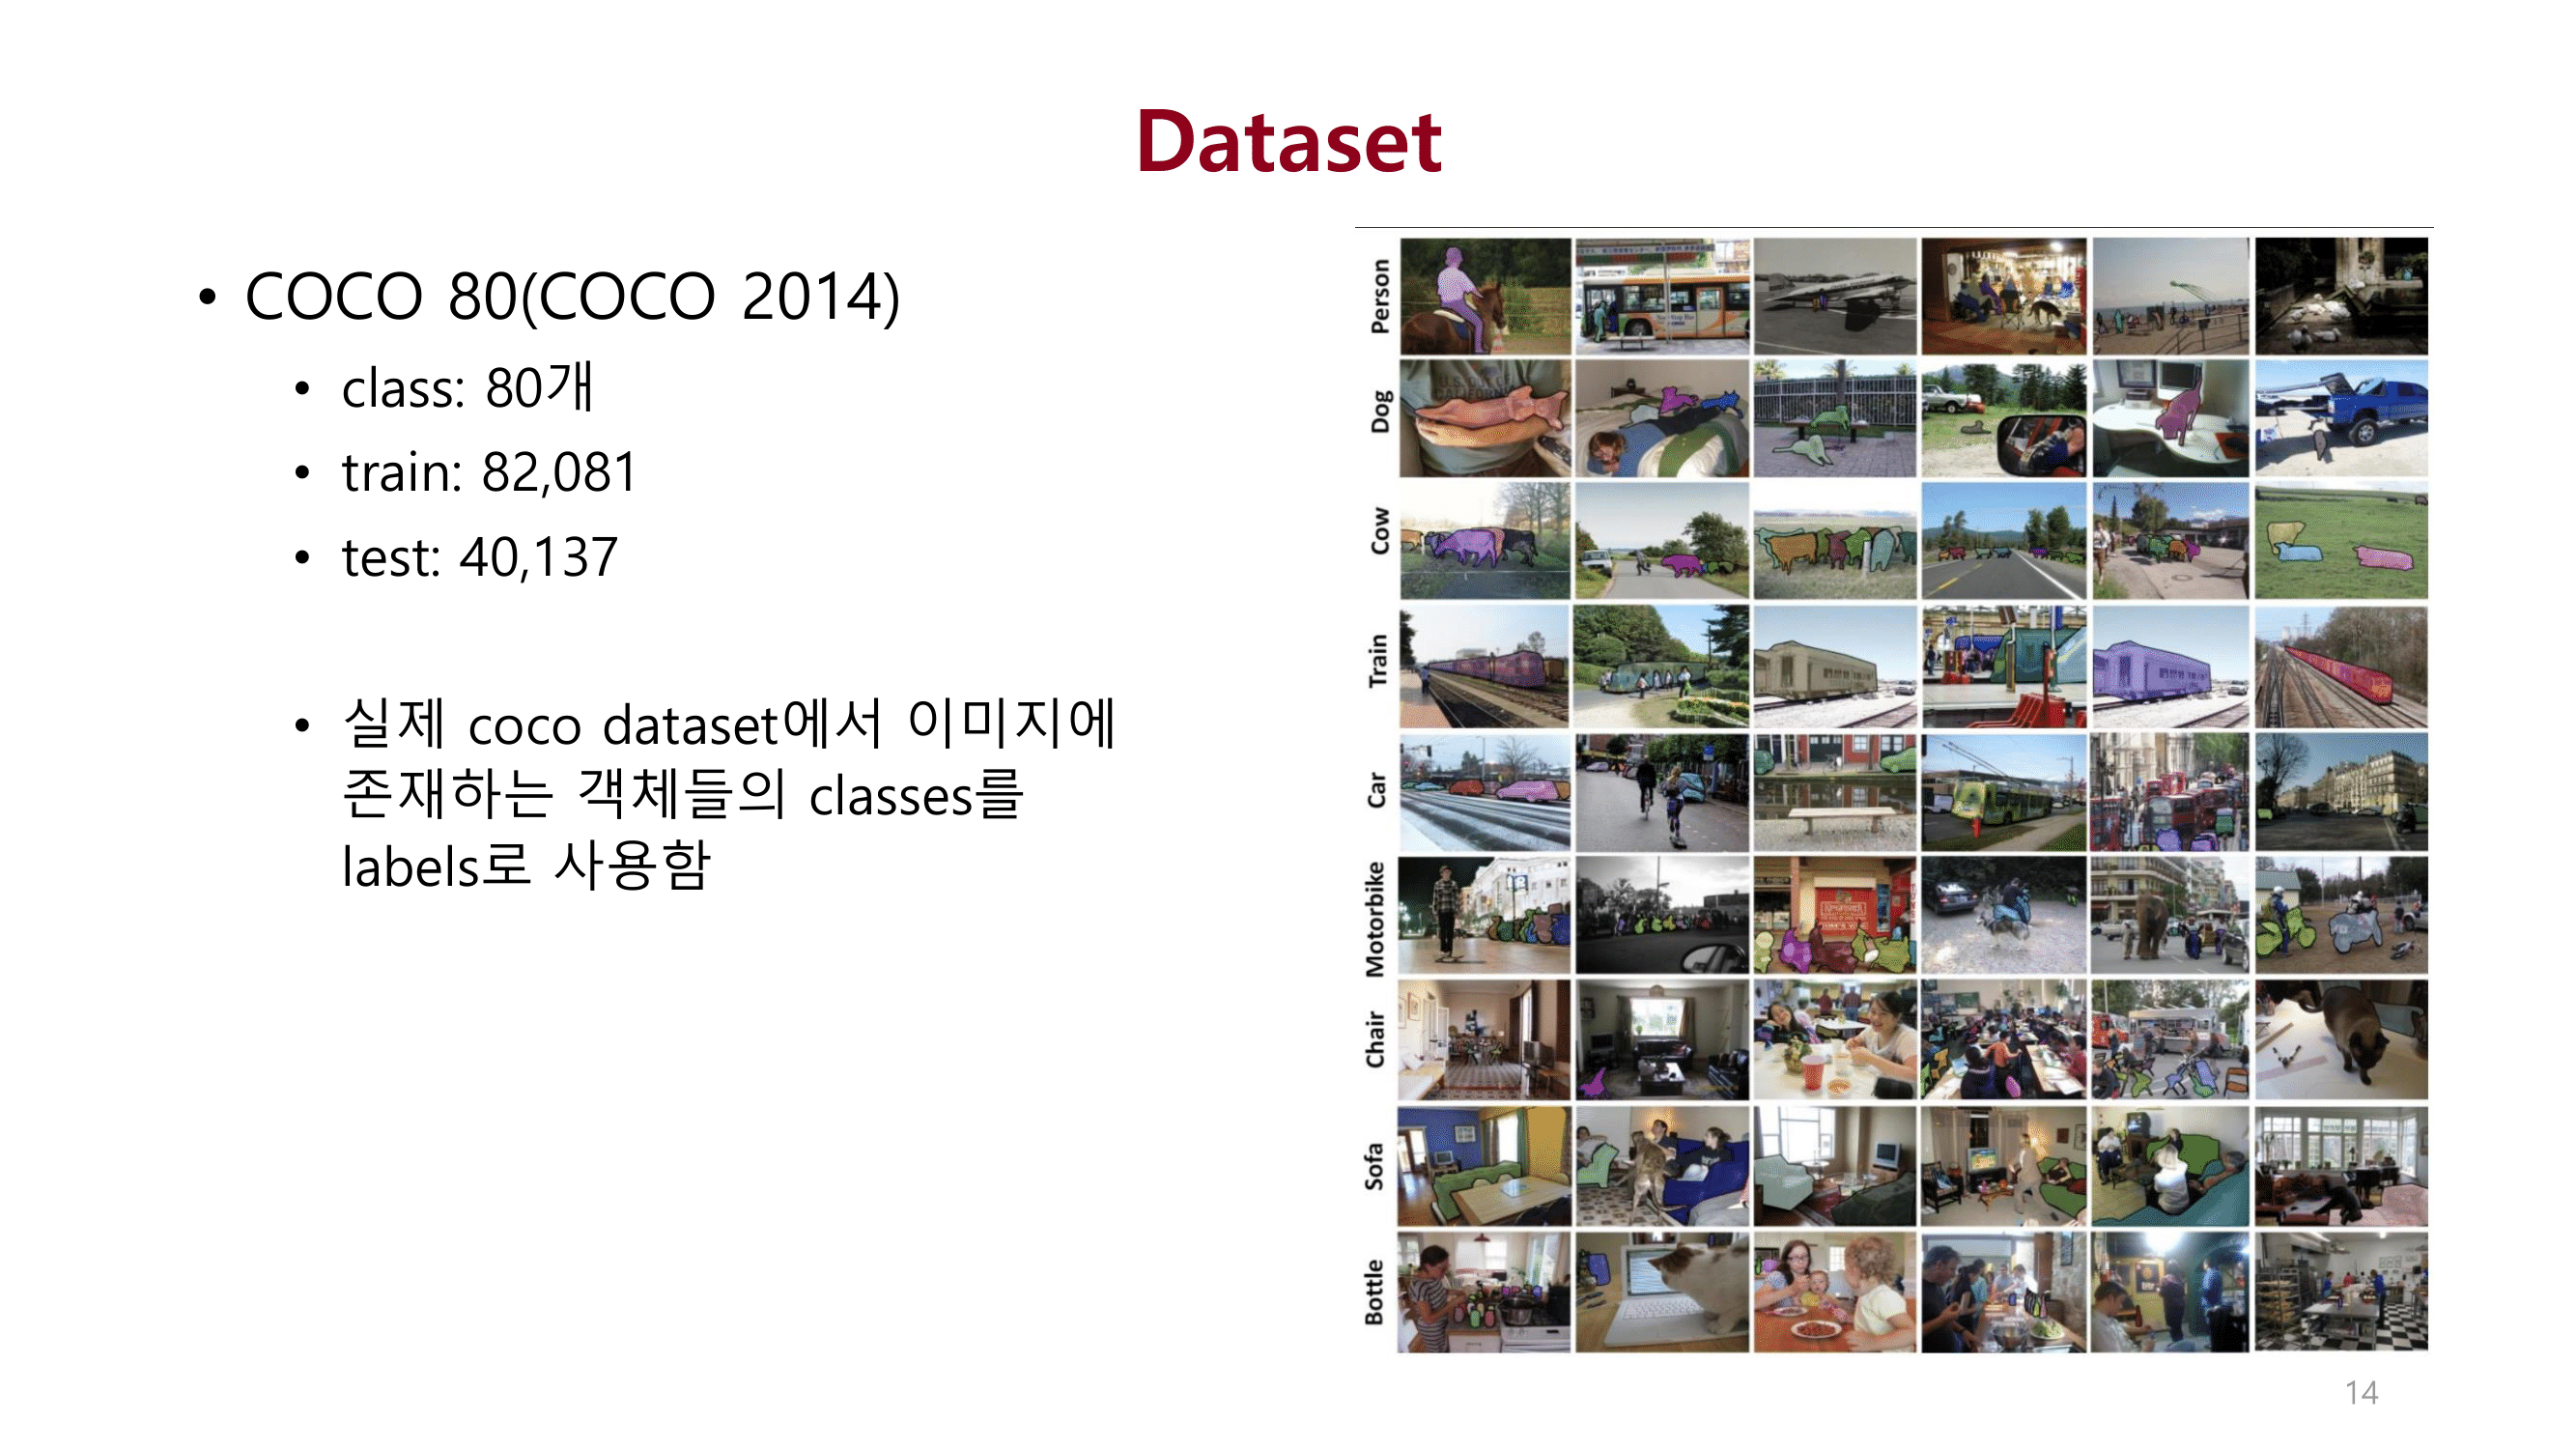 Dataset
• COCO 80(COCO 2014)
• class: 80개
• train: 82,081
• test: 40,137
• 실제 coco dataset에서 이미지에
존재하는 객체들의 classes를
labels로 사용함
Person
Dog
Cow
Train
Car
Motorbike
Chair
Sofa
Bottle
14